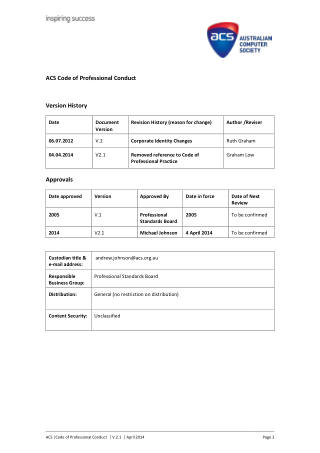 inspiring success
acs
AUSTRALIAN
COMPUTER
SOCIETY
ACS Code of Professional Conduct
Version History
Date Document Version Revision History (reason for change) Author /Reviser
06.07.2012 V.2 Corporate Identity Changes Ruth Graham
04.04.2014 V2.1 Removed reference to Code of Professional Practice Graham Low
Approvals
Date approved Version Approved By Date in force Date of Next Review
2005 V.1 Professional Standards Board 2005 To be confirmed
2014 V2.1 Michael Johnson 4 April 2014 To be confirmed
Custodian title & e-mail address: andrew.johnson@acs.org.au
Responsible Business Group: Professional Standards Board
Distribution: General (no restriction on distribution)
Content Security: Unclassified
ACS |Code of Professional Conduct | V.2.1 | April 2014 Page 1